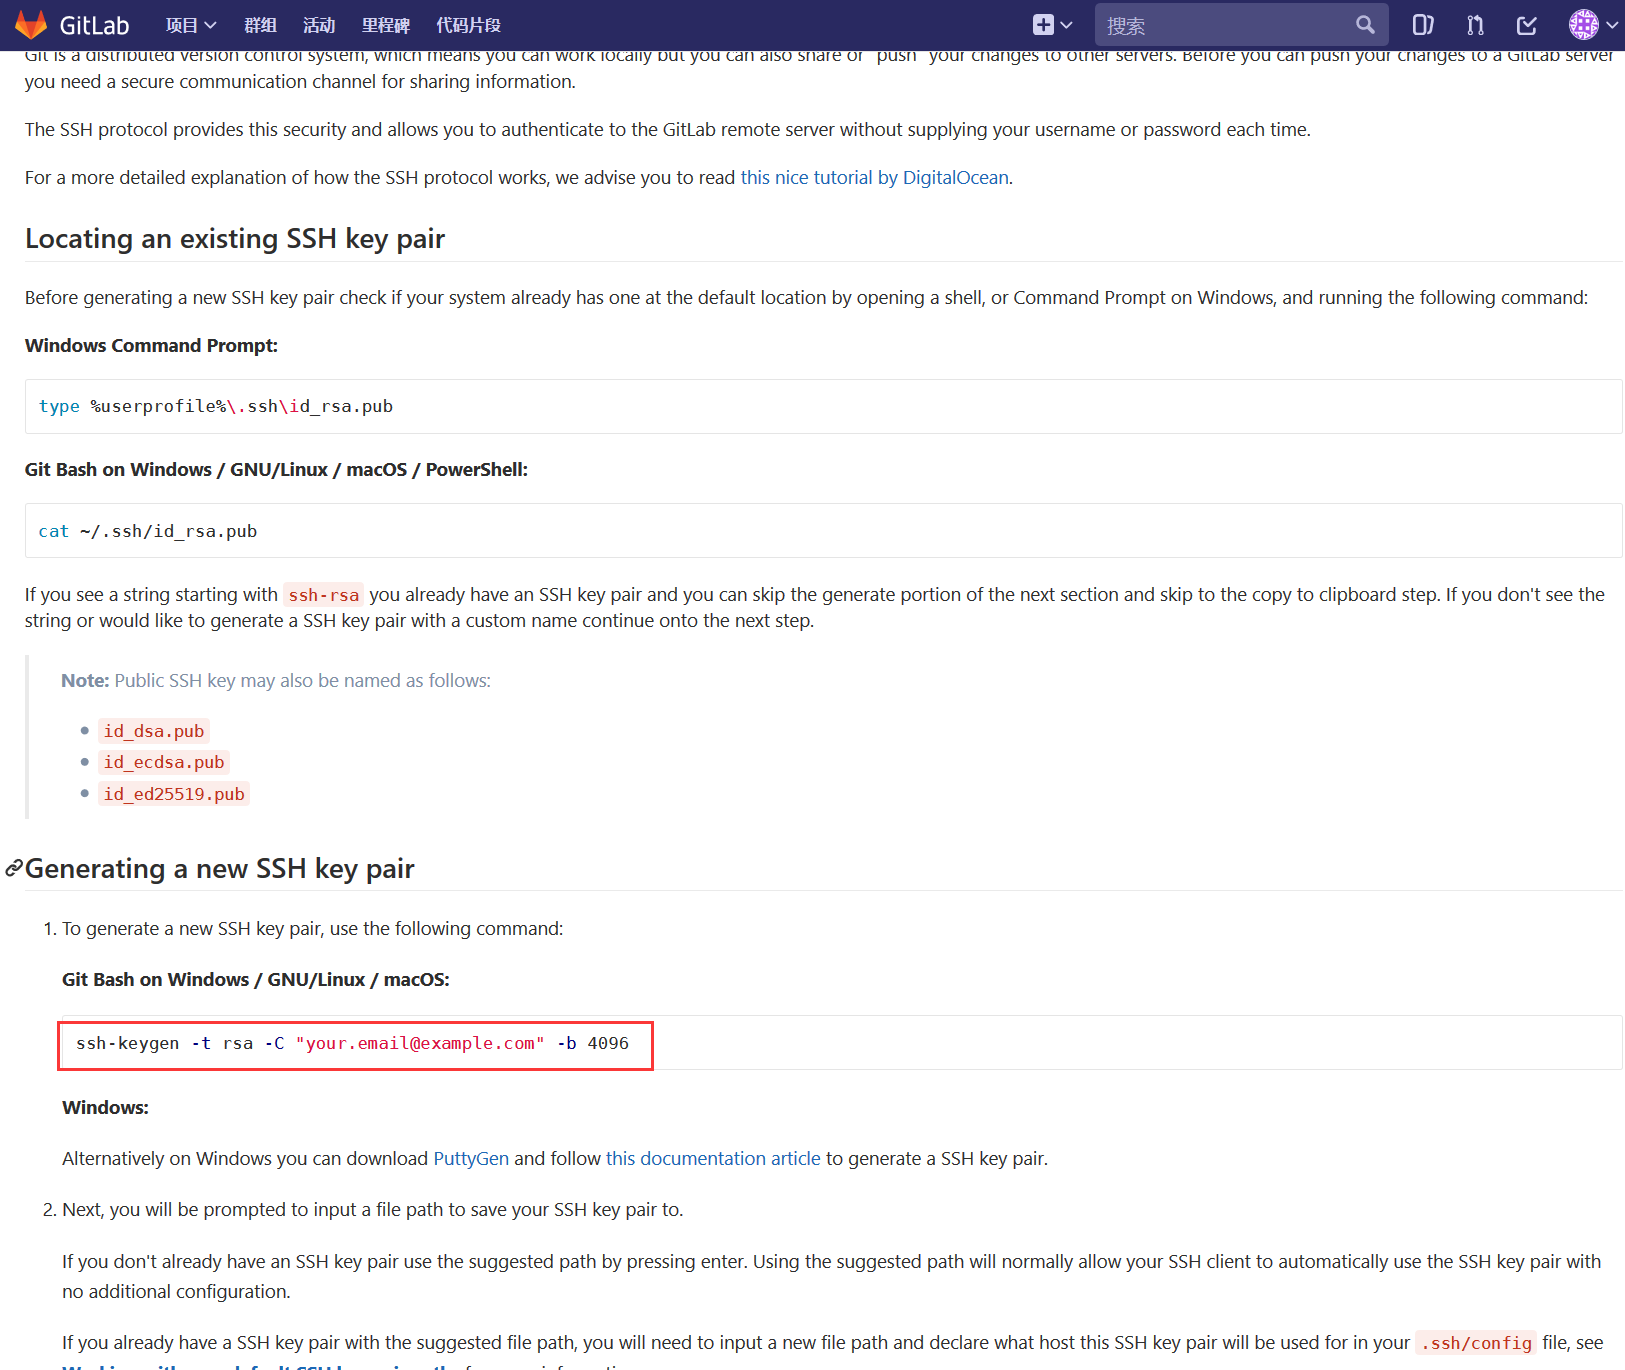 GitLab 项目 群组 活动 里程碑 代码片段 搜索
Git is a distributed version control system, which means you can work locally but you can also share or "push" your changes to other servers. Before you can push your changes to a GitLab server
you need a secure communication channel for sharing information.
The SSH protocol provides this security and allows you to authenticate to the GitLab remote server without supplying your username or password each time.
For a more detailed explanation of how the SSH protocol works, we advise you to read this nice tutorial by DigitalOcean.
Locating an existing SSH key pair
Before generating a new SSH key pair check if your system already has one at the default location by opening a shell, or Command Prompt on Windows, and running the following command:
Windows Command Prompt:
type %userprofile%\.ssh\id_rsa.pub
Git Bash on Windows / GNU/Linux / macOS / PowerShell:
cat ~/.ssh/id_rsa.pub
If you see a string starting with ssh-rsa you already have an SSH key pair and you can skip the generate portion of the next section and skip to the copy to clipboard step. If you don't see the
string or would like to generate a SSH key pair with a custom name continue onto the next step.
Note: Public SSH key may also be named as follows:
id_dsa.pub
id_ecdsa.pub
id_ed25519.pub
Generating a new SSH key pair
1. To generate a new SSH key pair, use the following command:
Git Bash on Windows / GNU/Linux / macOS:
ssh-keygen -t rsa -C "your.email@example.com" -b 4096
Windows:
Alternatively on Windows you can download PuttyGen and follow this documentation article to generate a SSH key pair.
2. Next, you will be prompted to input a file path to save your SSH key pair to.
If you don't already have an SSH key pair use the suggested path by pressing enter. Using the suggested path will normally allow your SSH client to automatically use the SSH key pair with
no additional configuration.
If you already have a SSH key pair with the suggested file path, you will need to input a new file path and declare what host this SSH key pair will be used for in your .ssh/config file, see